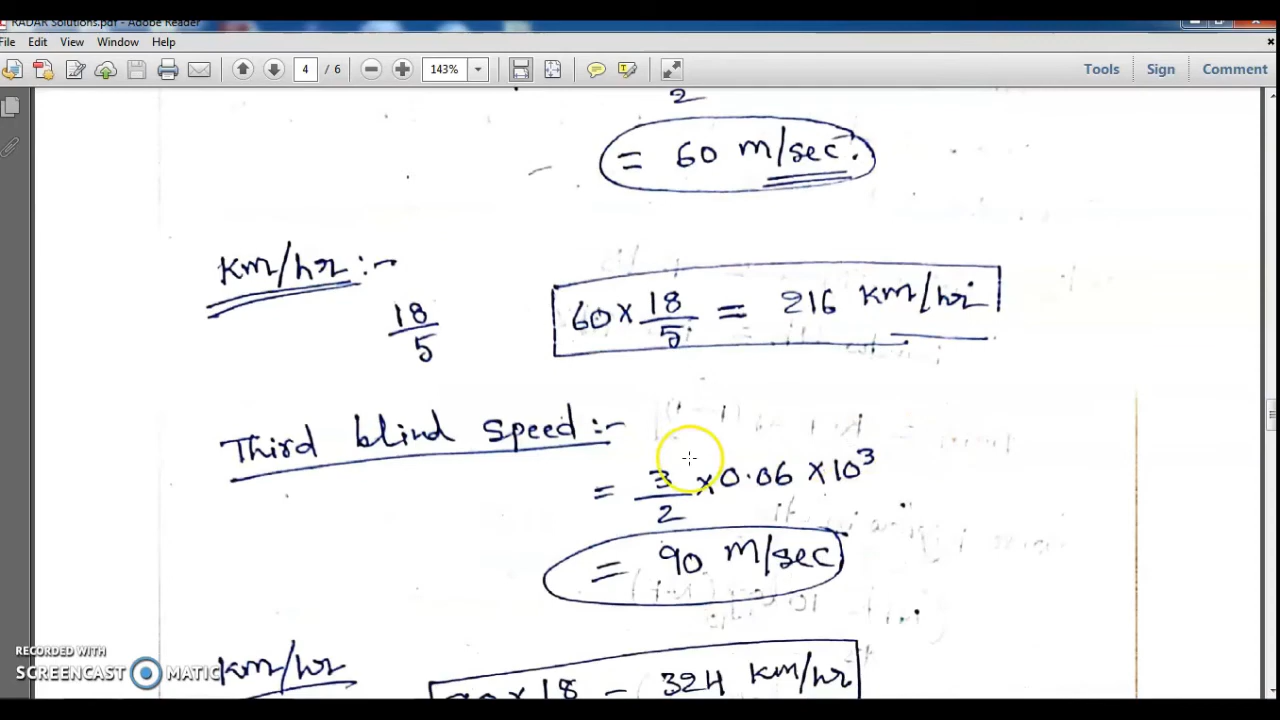 RADAR Solutions.pdf - Adobe Reader
File Edit View Window Help
4 / 6 143% Tools Sign Comment
2
= 60 m/sec.
Km/hr :-
18/5 60 × 18/5 = 216 Km/hr
Third blind speed :-
= 3/2 × 0.06 × 10³
= 90 m/sec
RECORDED WITH
SCREENCAST MATIC
Km/hr
90 × 18 = 324 Km/hr